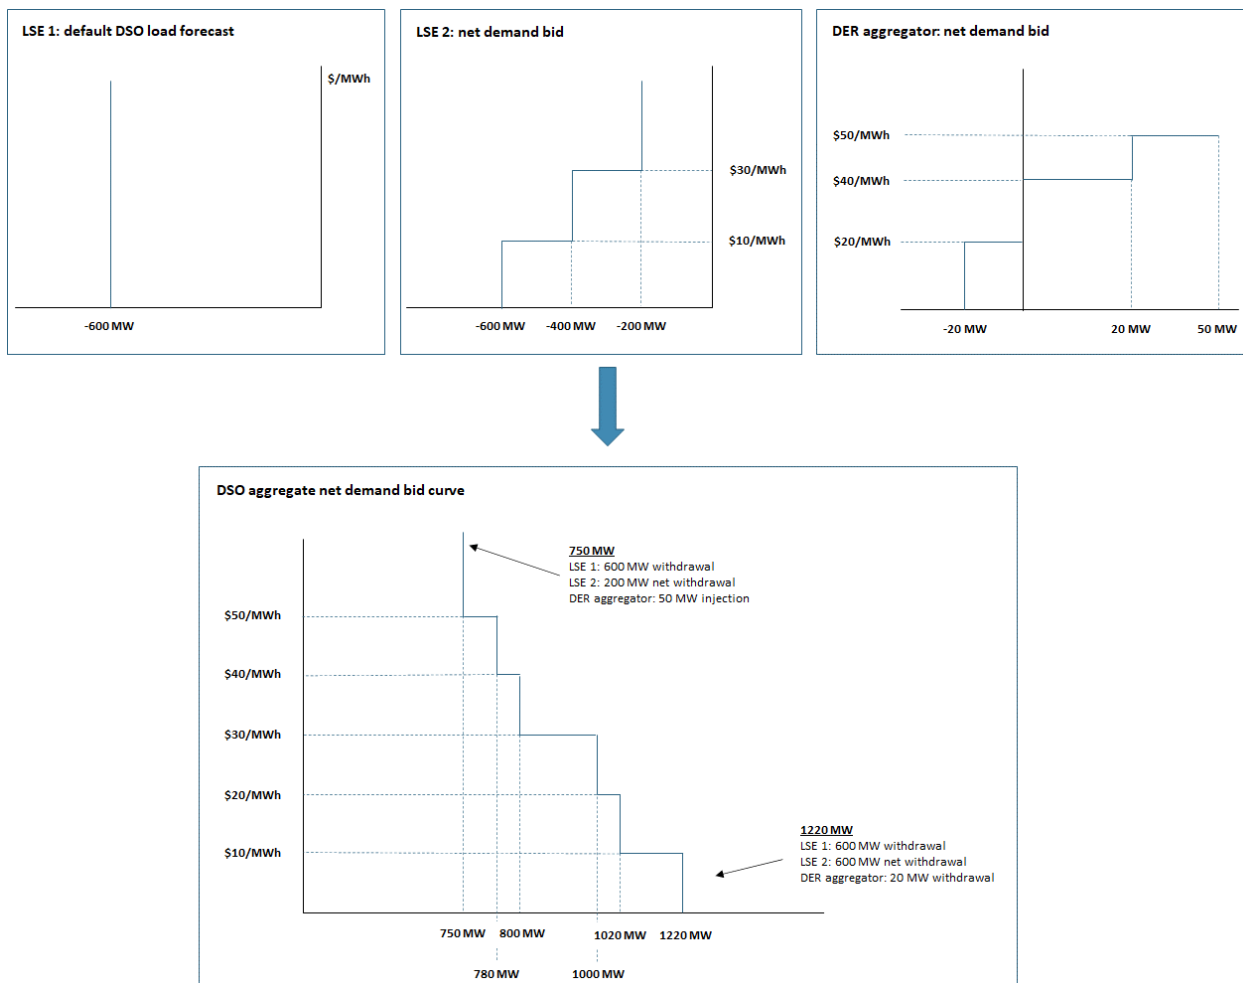 LSE 1: default DSO load forecast
$/MWh
-600 MW
LSE 2: net demand bid
$30/MWh
$10/MWh
-600 MW
-400 MW
-200 MW
DER aggregator: net demand bid
$50/MWh
$40/MWh
$20/MWh
-20 MW
20 MW
50 MW
DSO aggregate net demand bid curve
750 MW
LSE 1: 600 MW withdrawal
LSE 2: 200 MW net withdrawal
DER aggregator: 50 MW injection
$50/MWh
$40/MWh
$30/MWh
$20/MWh
$10/MWh
1220 MW
LSE 1: 600 MW withdrawal
LSE 2: 600 MW net withdrawal
DER aggregator: 20 MW withdrawal
750 MW
800 MW
1020 MW
1220 MW
780 MW
1000 MW